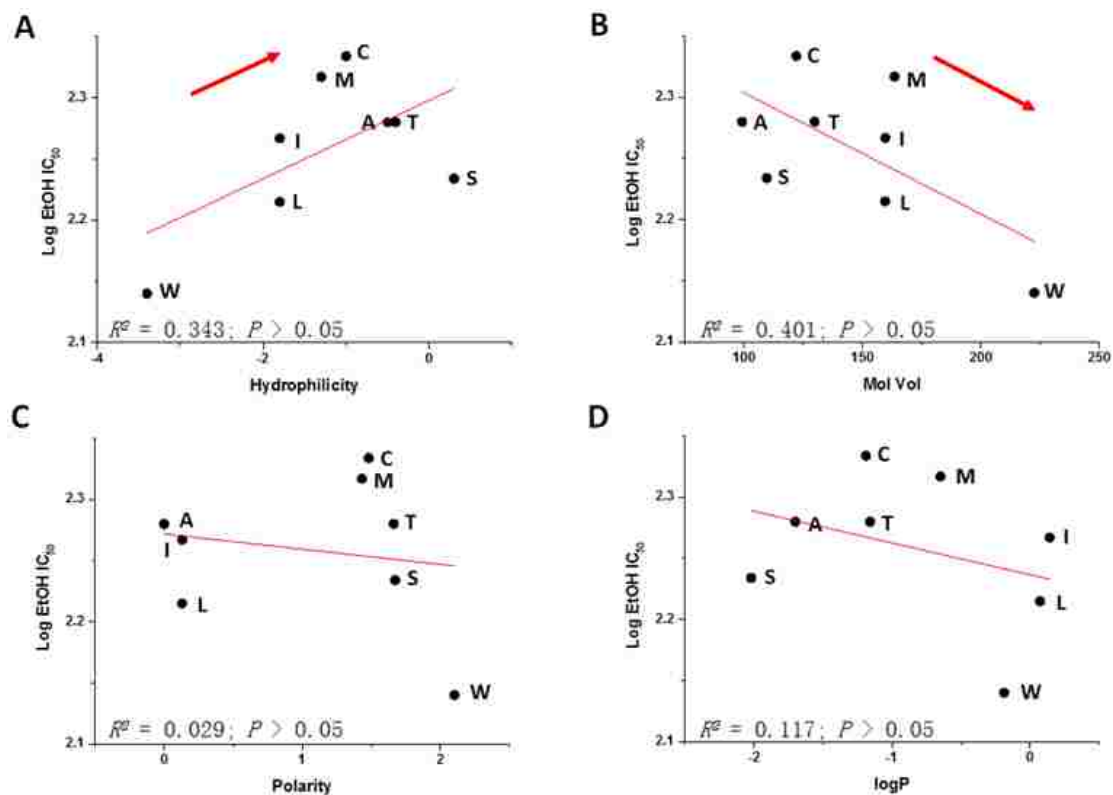 A
B
Log EtOH IC50
2.3
2.2
2.1
C
M
A
T
I
S
L
W
R² = 0.343; P > 0.05
-4
-2
0
Hydrophilicity
Log EtOH IC50
2.3
2.2
2.1
C
M
A
T
I
S
L
W
R² = 0.401; P > 0.05
100
150
200
250
Mol Vol
C
D
Log EtOH IC50
2.3
2.2
2.1
C
M
A
T
I
S
L
W
R² = 0.029; P > 0.05
0
1
2
Polarity
Log EtOH IC50
2.3
2.2
2.1
C
M
A
T
I
S
L
W
R² = 0.117; P > 0.05
-2
-1
0
logP